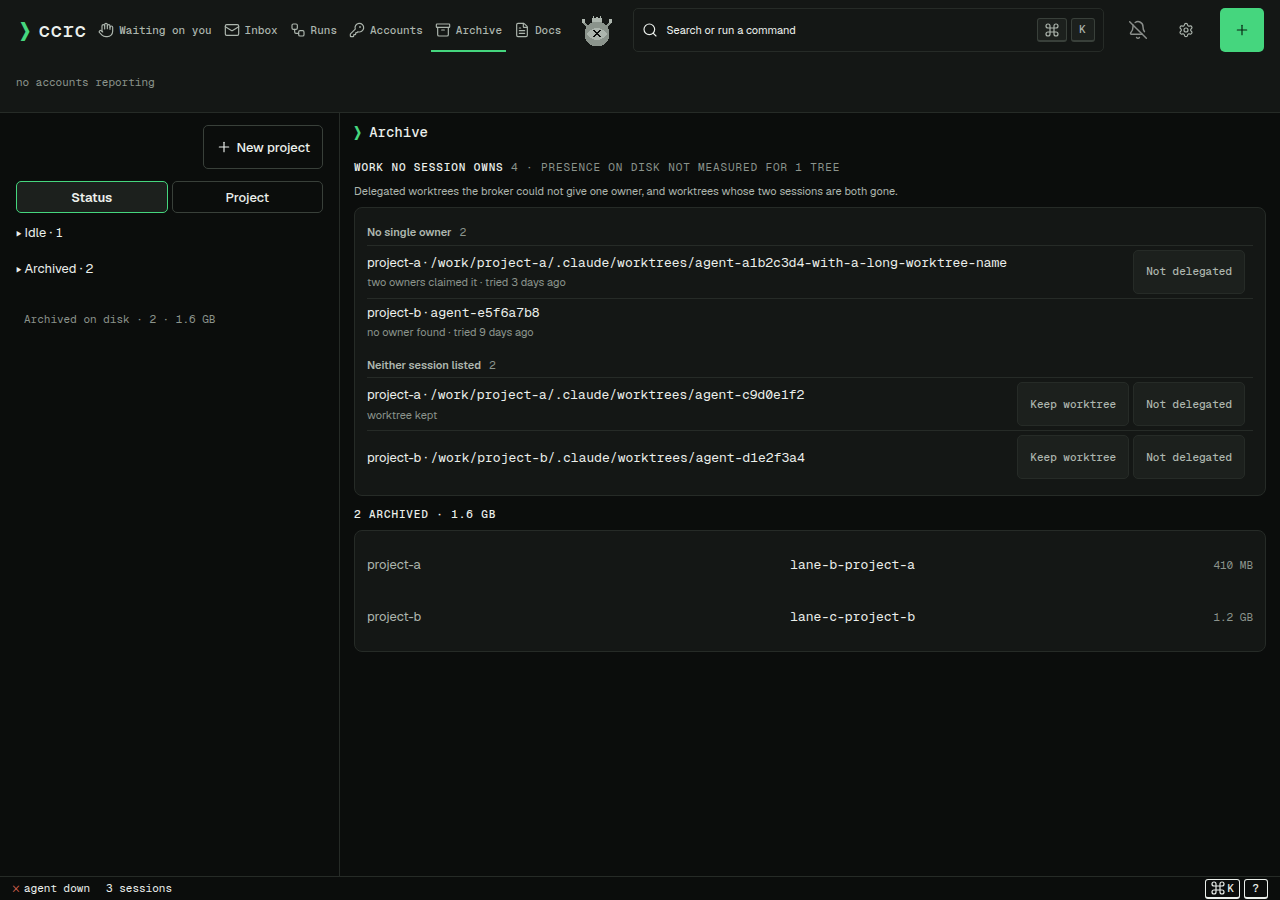 ❯ ccrc Waiting on you Inbox Runs Accounts Archive Docs Search or run a command ⌘ K +
no accounts reporting
+ New project
Status Project
▸ Idle · 1
▸ Archived · 2
Archived on disk · 2 · 1.6 GB
❯ Archive
WORK NO SESSION OWNS 4 · PRESENCE ON DISK NOT MEASURED FOR 1 TREE
Delegated worktrees the broker could not give one owner, and worktrees whose two sessions are both gone.
No single owner 2
project-a · /work/project-a/.claude/worktrees/agent-a1b2c3d4-with-a-long-worktree-name Not delegated
two owners claimed it · tried 3 days ago
project-b · agent-e5f6a7b8
no owner found · tried 9 days ago
Neither session listed 2
project-a · /work/project-a/.claude/worktrees/agent-c9d0e1f2 Keep worktree Not delegated
worktree kept
project-b · /work/project-b/.claude/worktrees/agent-d1e2f3a4 Keep worktree Not delegated
2 ARCHIVED · 1.6 GB
project-a lane-b-project-a 410 MB
project-b lane-c-project-b 1.2 GB
✕ agent down 3 sessions ⌘K ?